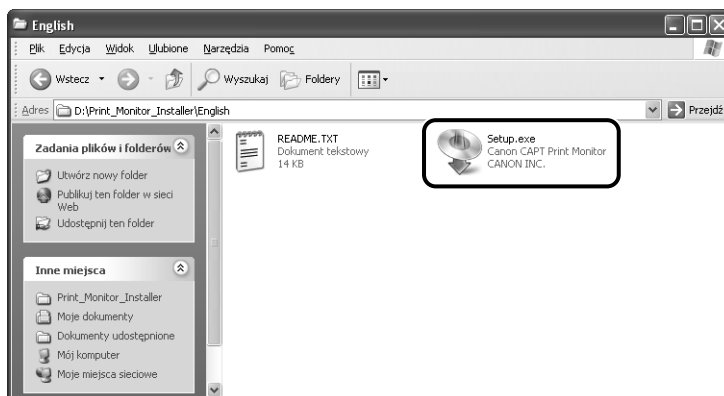 English
Plik Edycja Widok Ulubione Narzędzia Pomoc
Wstecz Wyszukaj Foldery
Adres D:\Print_Monitor_Installer\English Przejdź
Zadania plików i folderów
Utwórz nowy folder
Publikuj ten folder w sieci
Web
Udostępnij ten folder
Inne miejsca
Print_Monitor_Installer
Moje dokumenty
Dokumenty udostępnione
Mój komputer
Moje miejsca sieciowe
README.TXT
Dokument tekstowy
14 KB
Setup.exe
Canon CAPT Print Monitor
CANON INC.